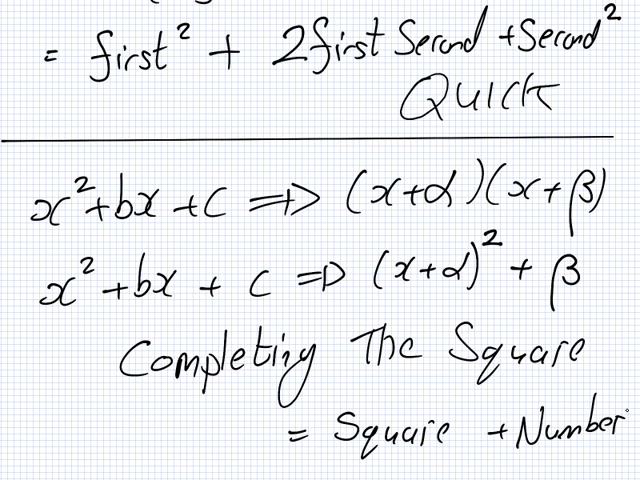 = first² + 2first Second + Second²
QUICK
x² + bx + c ⇒ (x+α)(x+β)
x² + bx + c ⇒ (x+α)² + β
Completing The Square
= Square + Number